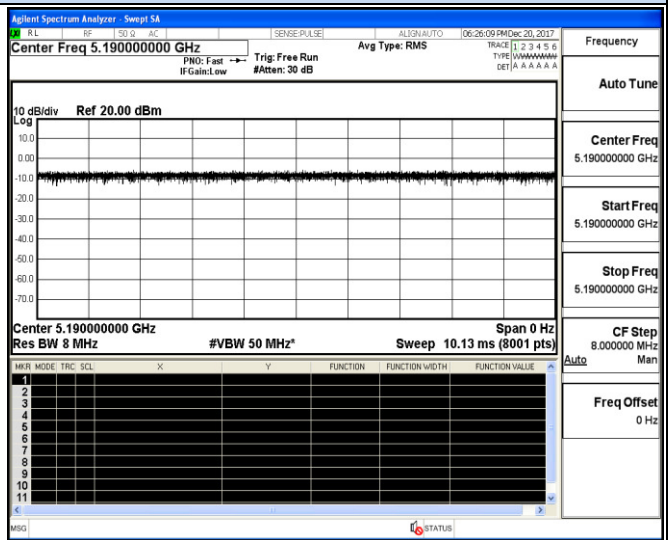 Agilent Spectrum Analyzer - Swept SA
RL RF 50 Ω AC SENSE:PULSE ALIGNAUTO 06:26:09 PM Dec 20, 2017
Center Freq 5.190000000 GHz
Avg Type: RMS
TRACE 1 2 3 4 5 6
TYPE WWWWWW
DET A A A A A A
PNO: Fast
IFGain:Low
Trig: Free Run
#Atten: 30 dB
10 dB/div Ref 20.00 dBm
Log
10.0
0.00
-10.0
-20.0
-30.0
-40.0
-50.0
-60.0
-70.0
Center 5.190000000 GHz Span 0 Hz
Res BW 8 MHz #VBW 50 MHz* Sweep 10.13 ms (8001 pts)
MKR MODE TRC SCL X Y FUNCTION FUNCTION WIDTH FUNCTION VALUE
1
2
3
4
5
6
7
8
9
10
11
MSG STATUS
Frequency
Auto Tune
Center Freq
5.190000000 GHz
Start Freq
5.190000000 GHz
Stop Freq
5.190000000 GHz
CF Step
8.000000 MHz
Auto Man
Freq Offset
0 Hz